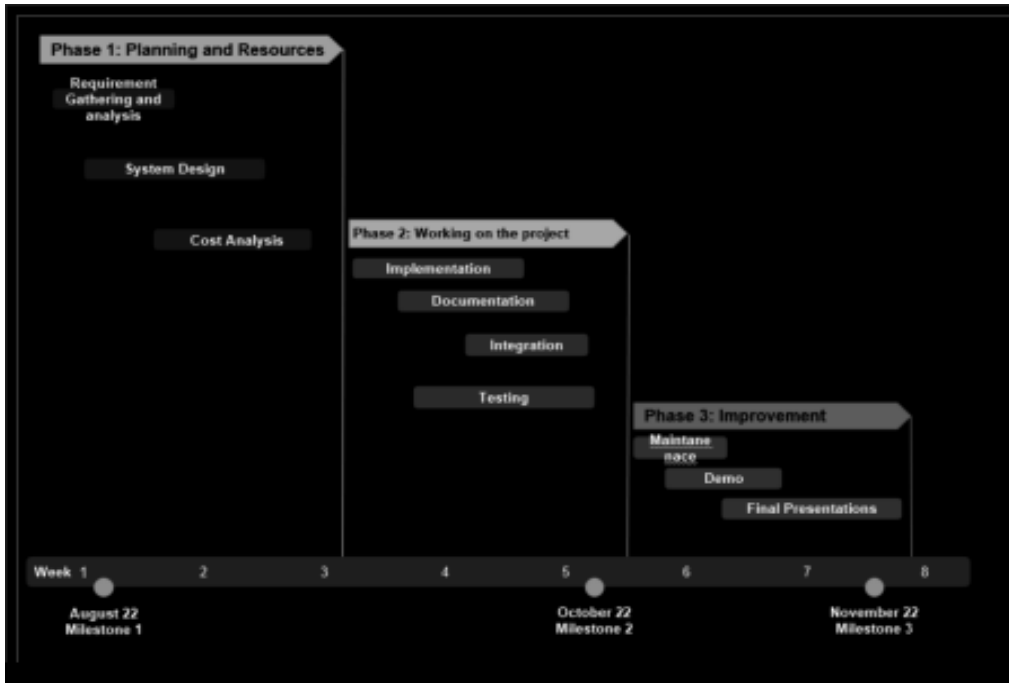 Phase 1: Planning and Resources
Requirement
Gathering and
analysis
System Design
Cost Analysis
Phase 2: Working on the project
Implementation
Documentation
Integration
Testing
Phase 3: Improvement
Maintane
nace
Demo
Final Presentations
Week 1 2 3 4 5 6 7 8
August 22
Milestone 1
October 22
Milestone 2
November 22
Milestone 3